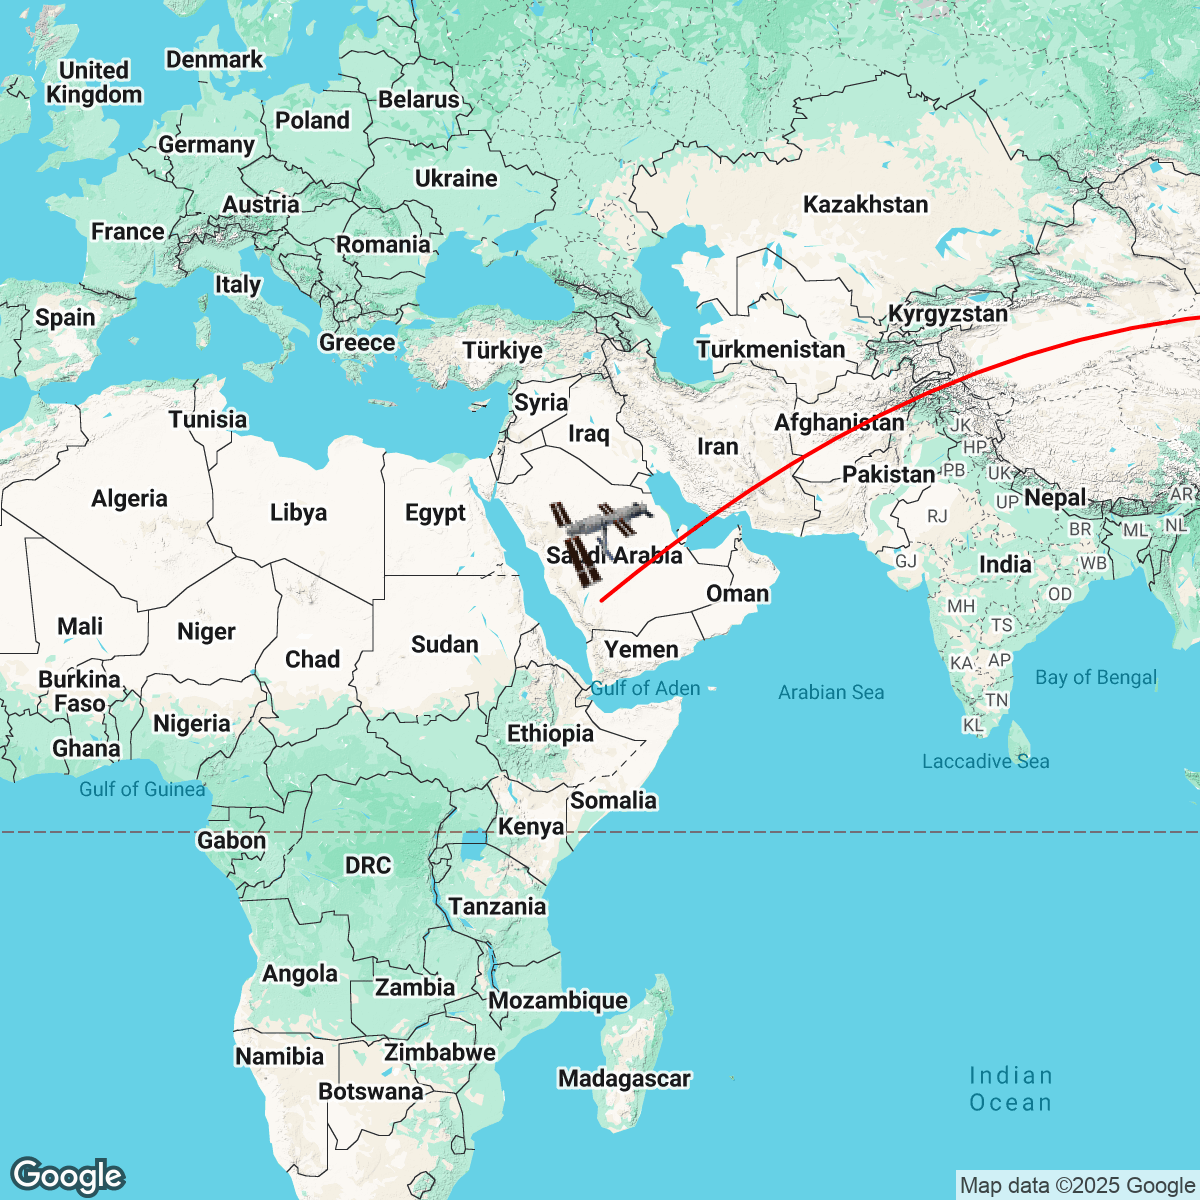 Denmark
United
Kingdom
Belarus
Poland
Germany
Ukraine
Austria
Kazakhstan
France
Romania
Italy
Kyrgyzstan
Spain
Greece
Türkiye
Turkmenistan
Syria
Tunisia
Afghanistan
JK
Iraq
Iran
HP
Pakistan
PB
UK
Algeria
Nepal
AR
Libya
Egypt
UP
RJ
BR
ML
NL
Saudi Arabia
GJ
India
WB
Oman
OD
MH
Mali
Niger
TS
Sudan
Yemen
Chad
KA
AP
Burkina
Faso
Gulf of Aden
Arabian Sea
Bay of Bengal
TN
Nigeria
KL
Ethiopia
Ghana
Laccadive Sea
Gulf of Guinea
Somalia
Kenya
Gabon
DRC
Tanzania
Angola
Zambia
Mozambique
Namibia
Zimbabwe
Madagascar
Botswana
Indian
Ocean
Google
Map data ©2025 Google